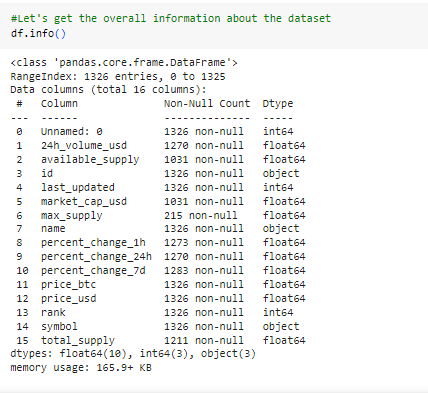 #Let's get the overall information about the dataset
df.info()
<class 'pandas.core.frame.DataFrame'>
RangeIndex: 1326 entries, 0 to 1325
Data columns (total 16 columns):
 #   Column              Non-Null Count  Dtype
---  ------              --------------  -----
 0   Unnamed: 0          1326 non-null   int64
 1   24h_volume_usd      1270 non-null   float64
 2   available_supply    1031 non-null   float64
 3   id                  1326 non-null   object
 4   last_updated        1326 non-null   int64
 5   market_cap_usd      1031 non-null   float64
 6   max_supply          215 non-null    float64
 7   name                1326 non-null   object
 8   percent_change_1h   1273 non-null   float64
 9   percent_change_24h  1270 non-null   float64
 10  percent_change_7d   1283 non-null   float64
 11  price_btc           1326 non-null   float64
 12  price_usd           1326 non-null   float64
 13  rank                1326 non-null   int64
 14  symbol              1326 non-null   object
 15  total_supply        1211 non-null   float64
dtypes: float64(10), int64(3), object(3)
memory usage: 165.9+ KB